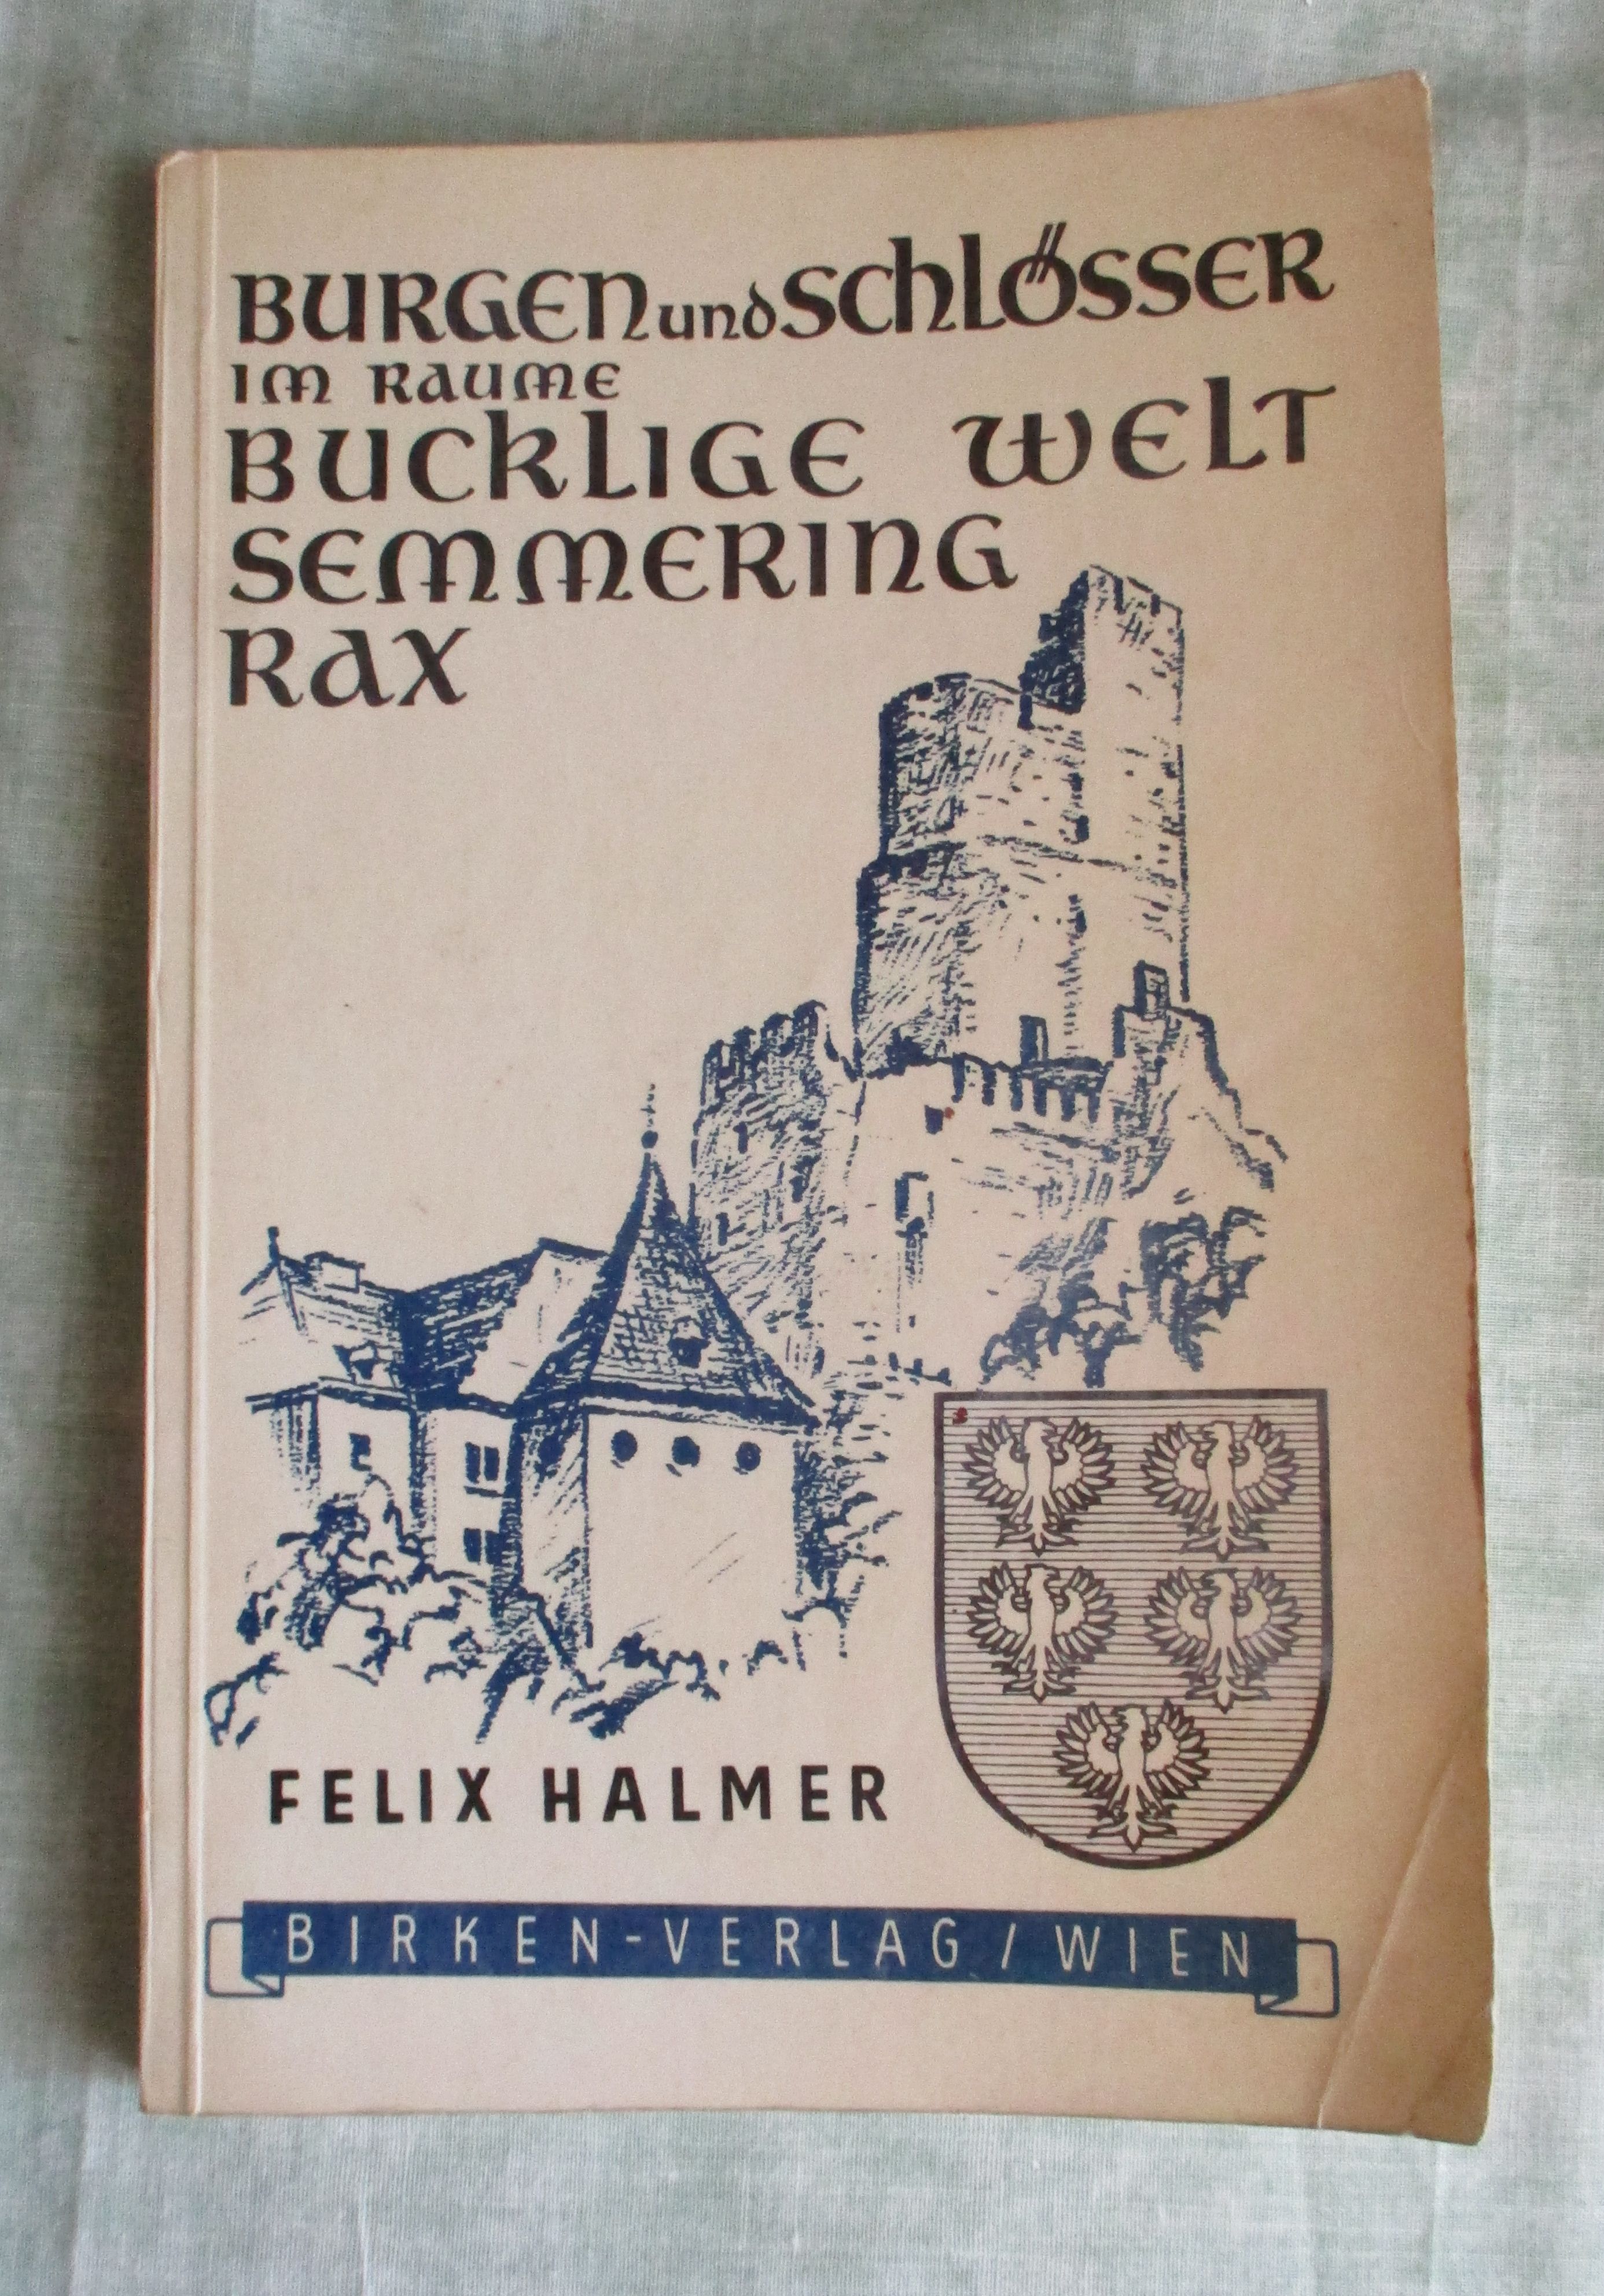 BURGEN und SCHLÖSSER
IM RAUME
BUCKLIGE WELT
SEMMERING
RAX
FELIX HALMER
BIRKEN-VERLAG / WIEN